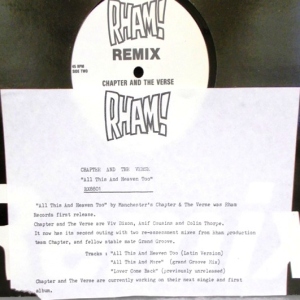 RHAM!
REMIX
45 RPM
SIDE TWO
CHAPTER AND THE VERSE
RHAM!
CHAPTER AND THE VERSE
"All This And Heaven Too"
"All This And Heaven Too" by Manchester's Chapter & The Verse was Rham
Records first release.
Chapter and The Verse are Viv Dixon, Asif Cousins and Colin Thorpe.
It now has its second outing with two re-assessment mixes from inam production
team Chapter, and fellow stable mate Grand Groove.
Tracks : "All This And Heaven Too (Latin Version)
"All This And More" (grand Groove Mix)
"Lover Come Back" (previously unreleased)
Chapter and The Verse are currently working on their next single and first
album.